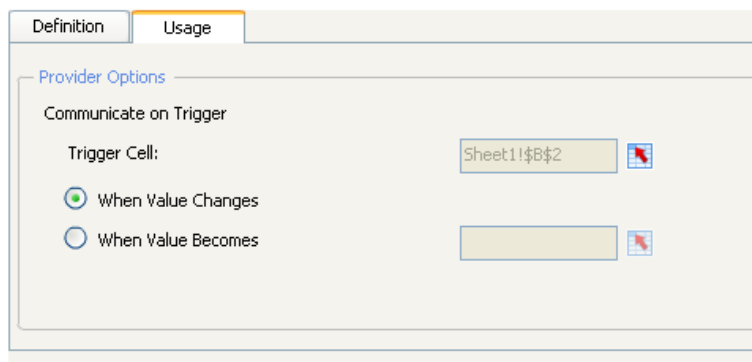 Definition
Usage
Provider Options
Communicate on Trigger
Trigger Cell:
Sheet1!$B$2
When Value Changes
When Value Becomes